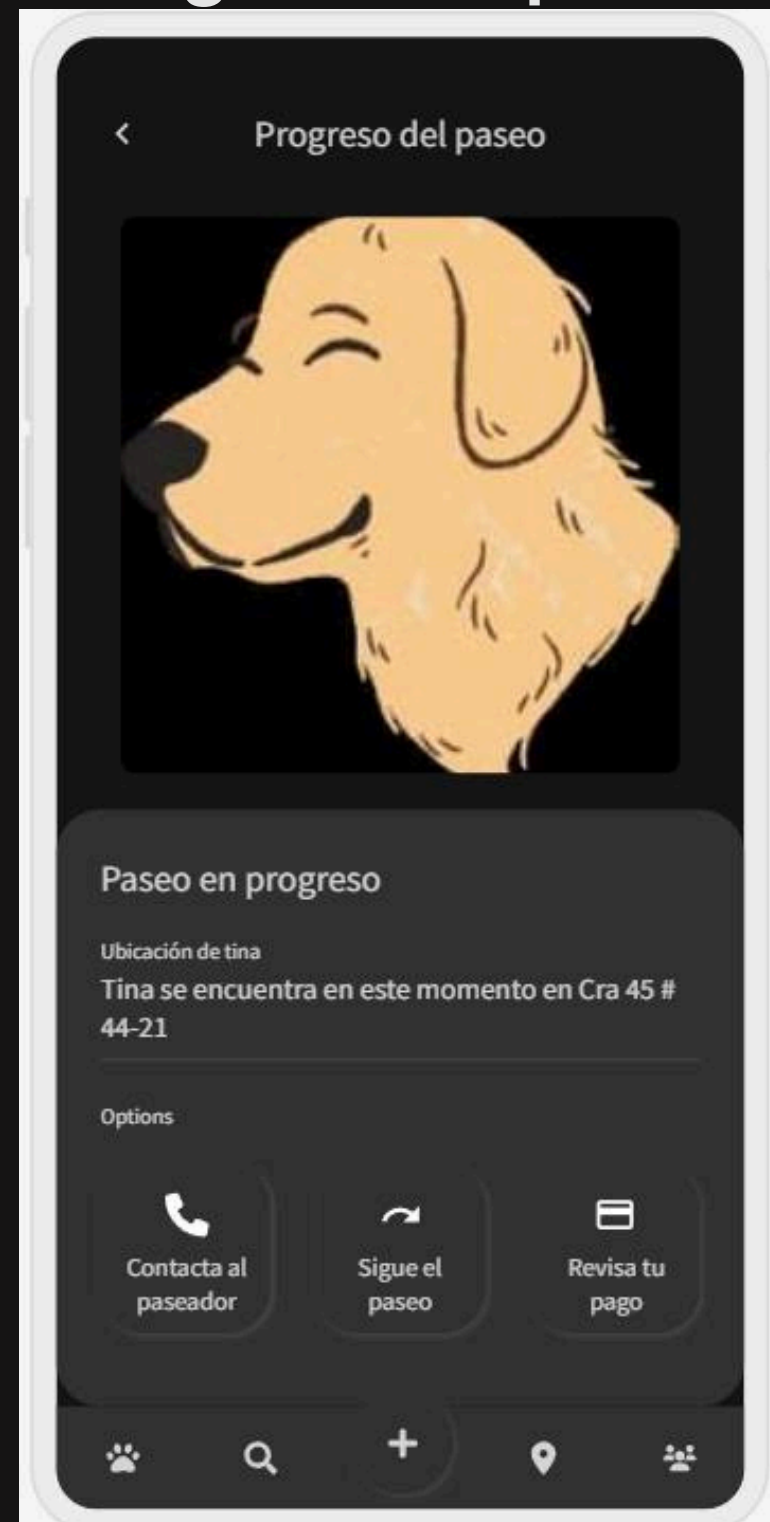 Progreso del paseo
Paseo en progreso
Ubicación de tina
Tina se encuentra en este momento en Cra 45 #
44-21
Options
Contacta al
paseador
Sigue el
paseo
Revisa tu
pago